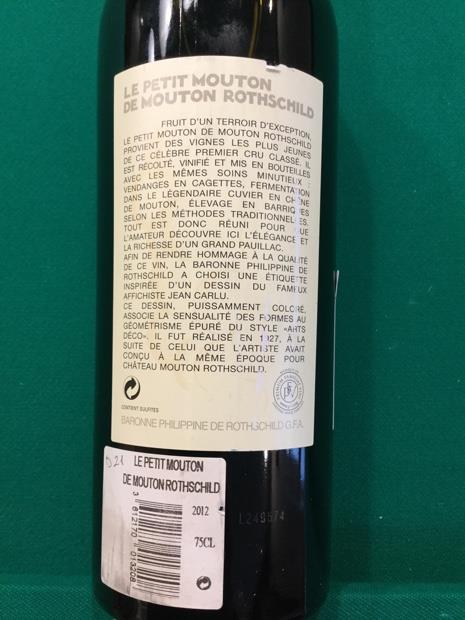 LE PETIT MOUTON
DE MOUTON ROTHSCHILD
FRUIT D'UN TERROIR D'EXCEPTION,
LE PETIT MOUTON DE MOUTON ROTHSCHILD
PROVIENT DES VIGNES LES PLUS JEUNES
DE CE CÉLÈBRE PREMIER CRU CLASSÉ. IL
EST RÉCOLTÉ, VINIFIÉ ET MIS EN BOUTEILLES
AVEC LES MÊMES SOINS MINUTIEUX :
VENDANGES EN CAGETTES, FERMENTATION
DANS LE LÉGENDAIRE CUVIER EN CHÊNE
DE MOUTON, ÉLEVAGE EN BARRIQUES
SELON LES MÉTHODES TRADITIONNELLES.
TOUT EST DONC RÉUNI POUR QUE
L'AMATEUR DÉCOUVRE ICI L'ÉLÉGANCE ET
LA RICHESSE D'UN GRAND PAUILLAC.
AFIN DE RENDRE HOMMAGE À LA QUALITÉ
DE CE VIN, LA BARONNE PHILIPPINE DE
ROTHSCHILD A CHOISI UNE ÉTIQUETTE
INSPIRÉE D'UN DESSIN DU FAMEUX
AFFICHISTE JEAN CARLU.
CE DESSIN, PUISSAMMENT COLORÉ,
ASSOCIE LA SENSUALITÉ DES FORMES AU
GÉOMÉTRISME ÉPURÉ DU STYLE «ARTS
DÉCO». IL FUT RÉALISÉ EN 1927, À LA
SUITE DE CELUI QUE L'ARTISTE AVAIT
CONÇU À LA MÊME ÉPOQUE POUR
CHÂTEAU MOUTON ROTHSCHILD.
CONTIENT SULFITES
BARONNE PHILIPPINE DE ROTHSCHILD G.F.A.
D21
LE PETIT MOUTON
DE MOUTON ROTHSCHILD
2012
75CL
3 612170 013208
L249574